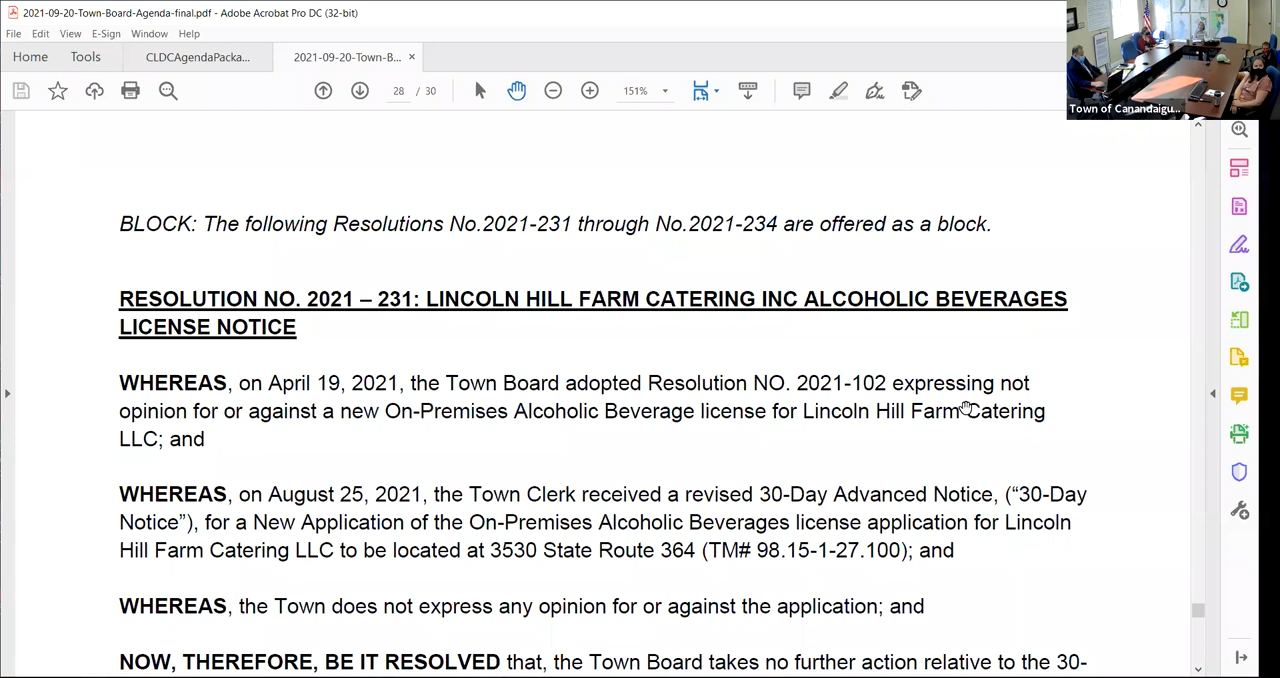 2021-09-20-Town-Board-Agenda-final.pdf - Adobe Acrobat Pro DC (32-bit)
File Edit View E-Sign Window Help
Home Tools CLDCAgendaPacka... 2021-09-20-Town-B... ×
28 / 30 151%
Town of Canandaigu...
BLOCK: The following Resolutions No.2021-231 through No.2021-234 are offered as a block.
RESOLUTION NO. 2021 – 231: LINCOLN HILL FARM CATERING INC ALCOHOLIC BEVERAGES
LICENSE NOTICE
WHEREAS, on April 19, 2021, the Town Board adopted Resolution NO. 2021-102 expressing not
opinion for or against a new On-Premises Alcoholic Beverage license for Lincoln Hill Farm Catering
LLC; and
WHEREAS, on August 25, 2021, the Town Clerk received a revised 30-Day Advanced Notice, (“30-Day
Notice”), for a New Application of the On-Premises Alcoholic Beverages license application for Lincoln
Hill Farm Catering LLC to be located at 3530 State Route 364 (TM# 98.15-1-27.100); and
WHEREAS, the Town does not express any opinion for or against the application; and
NOW, THEREFORE, BE IT RESOLVED that, the Town Board takes no further action relative to the 30-